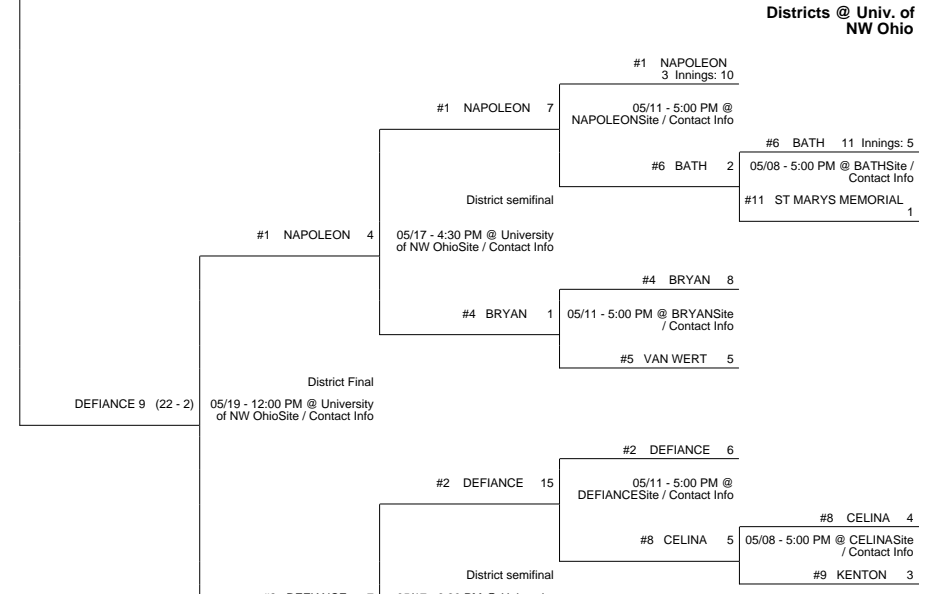 Districts @ Univ. of
NW Ohio
#1 NAPOLEON
3 Innings: 10
#1 NAPOLEON 7
05/11 - 5:00 PM @
NAPOLEONSite / Contact Info
#6 BATH 11 Innings: 5
#6 BATH 2
05/08 - 5:00 PM @ BATHSite /
Contact Info
District semifinal
#11 ST MARYS MEMORIAL
1
#1 NAPOLEON 4
05/17 - 4:30 PM @ University
of NW OhioSite / Contact Info
#4 BRYAN 8
#4 BRYAN 1
05/11 - 5:00 PM @ BRYANSite
/ Contact Info
#5 VAN WERT 5
District Final
DEFIANCE 9 (22 - 2)
05/19 - 12:00 PM @ University
of NW OhioSite / Contact Info
#2 DEFIANCE 6
#2 DEFIANCE 15
05/11 - 5:00 PM @
DEFIANCESite / Contact Info
#8 CELINA 4
#8 CELINA 5
05/08 - 5:00 PM @ CELINASite
/ Contact Info
District semifinal
#9 KENTON 3